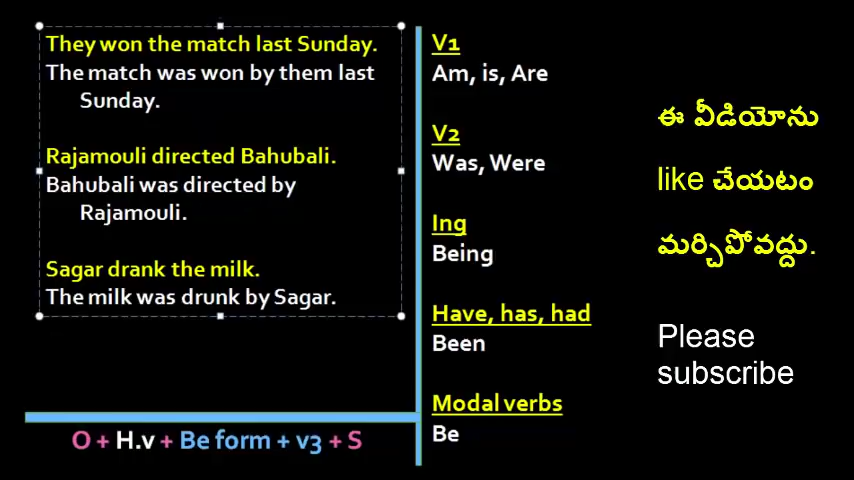 They won the match last Sunday.
The match was won by them last
Sunday.
Rajamouli directed Bahubali.
Bahubali was directed by
Rajamouli.
Sagar drank the milk.
The milk was drunk by Sagar.
O + H.v + Be form + v3 + S
V1
Am, is, Are
V2
Was, Were
Ing
Being
Have, has, had
Been
Modal verbs
Be
ఈ వీడియోను
like చేయటం
మర్చిపోవద్దు.
Please
subscribe